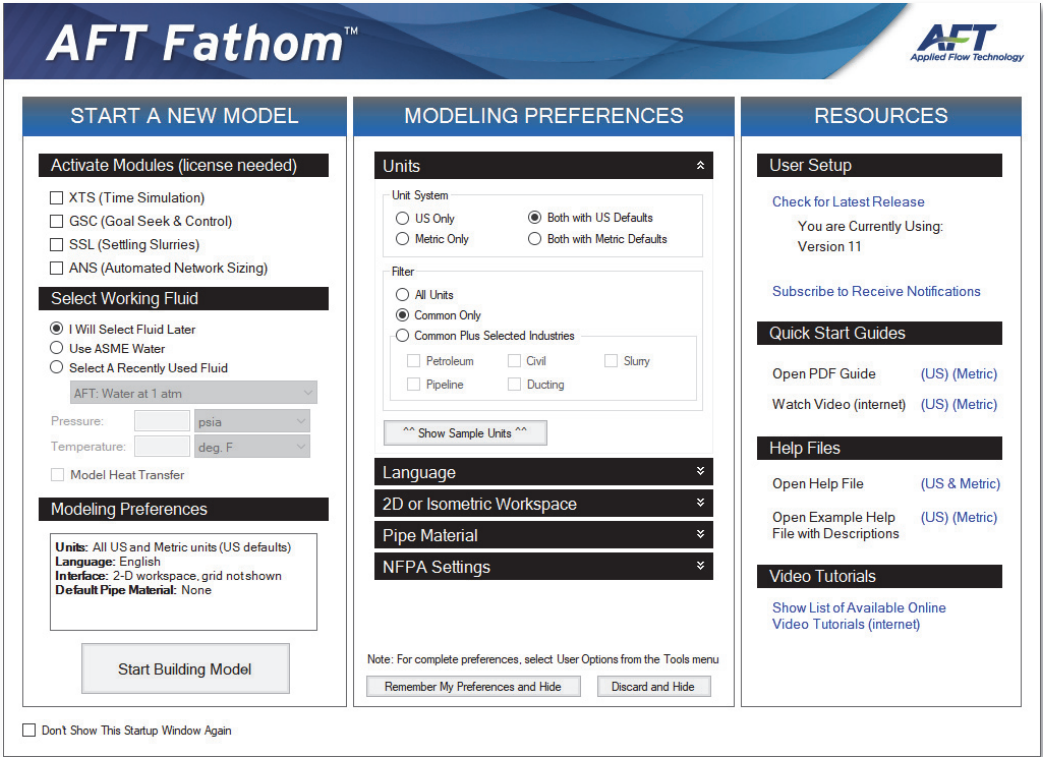 AFT Fathom™
AFT
Applied Flow Technology
START A NEW MODEL
Activate Modules (license needed)
XTS (Time Simulation)
GSC (Goal Seek & Control)
SSL (Settling Slurries)
ANS (Automated Network Sizing)
Select Working Fluid
I Will Select Fluid Later
Use ASME Water
Select A Recently Used Fluid
AFT: Water at 1 atm
Pressure: psia
Temperature: deg. F
Model Heat Transfer
Modeling Preferences
Units: All US and Metric units (US defaults)
Language: English
Interface: 2-D workspace, grid not shown
Default Pipe Material: None
Start Building Model
MODELING PREFERENCES
Units
Unit System
US Only Both with US Defaults
Metric Only Both with Metric Defaults
Filter
All Units
Common Only
Common Plus Selected Industries
Petroleum Civil Slurry
Pipeline Ducting
^^ Show Sample Units ^^
Language
2D or Isometric Workspace
Pipe Material
NFPA Settings
Note: For complete preferences, select User Options from the Tools menu
Remember My Preferences and Hide Discard and Hide
RESOURCES
User Setup
Check for Latest Release
You are Currently Using:
Version 11
Subscribe to Receive Notifications
Quick Start Guides
Open PDF Guide (US) (Metric)
Watch Video (internet) (US) (Metric)
Help Files
Open Help File (US & Metric)
Open Example Help (US) (Metric)
File with Descriptions
Video Tutorials
Show List of Available Online
Video Tutorials (internet)
Don't Show This Startup Window Again